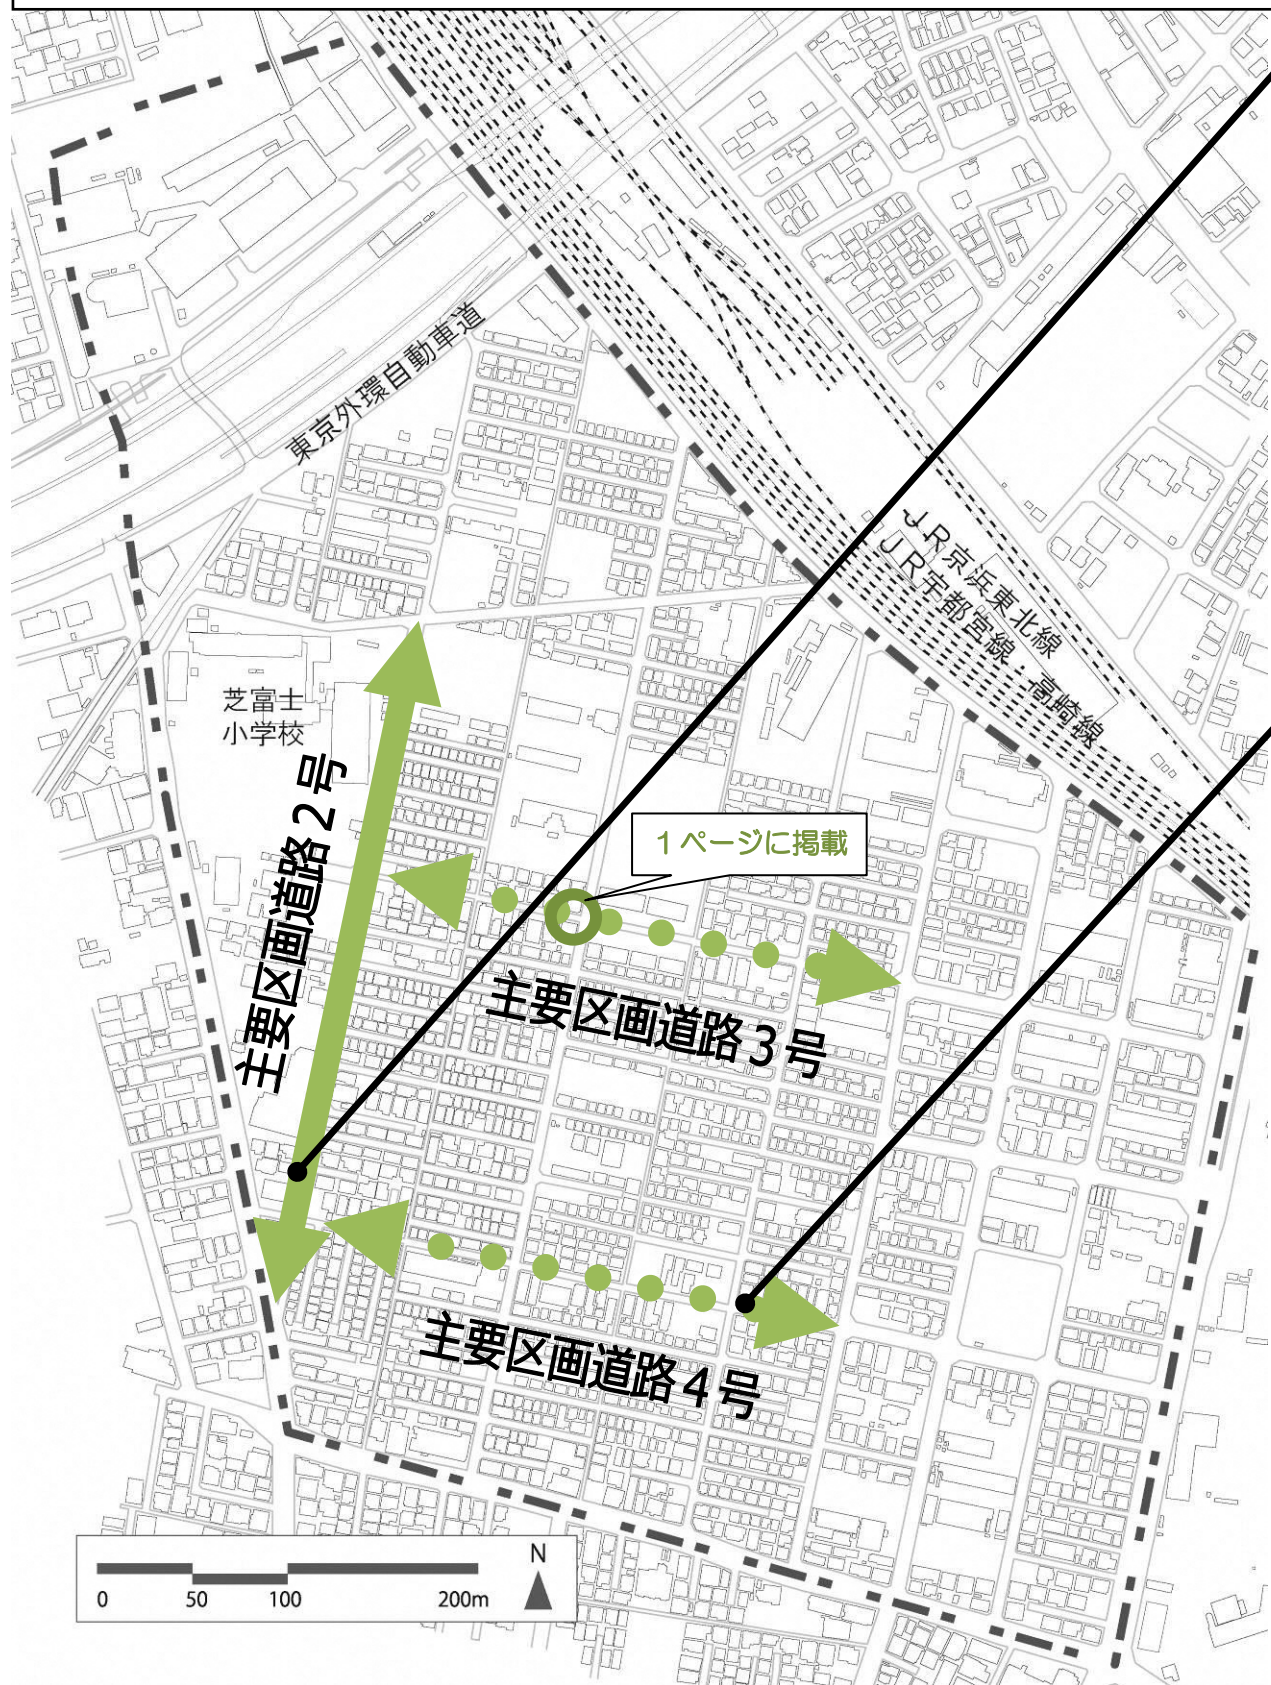 東京外環自動車道
JR京浜東北線
JR宇都宮線・高崎線
芝富士
小学校
主要区画道路2号
1ページに掲載
主要区画道路3号
主要区画道路4号
0 50 100 200m
N